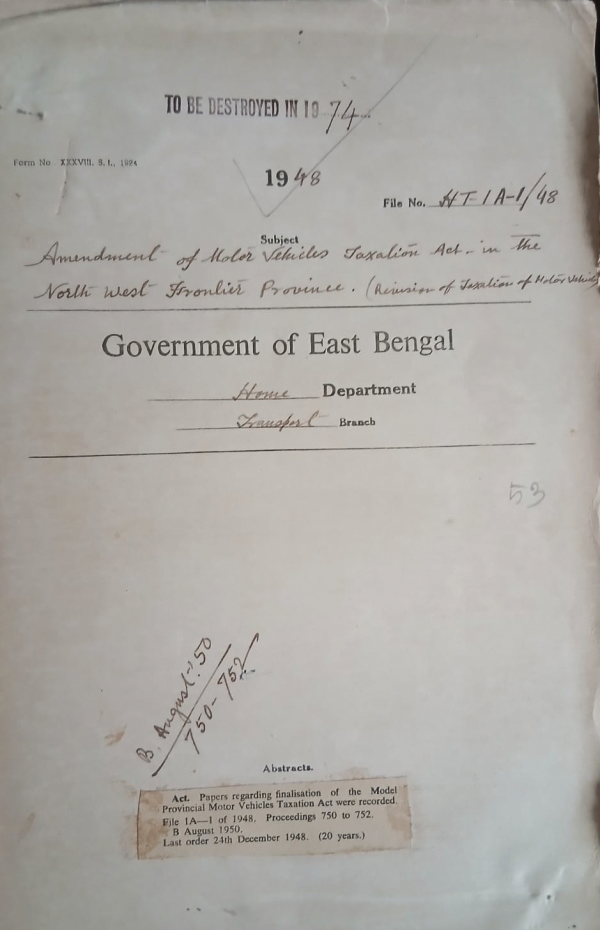 TO BE DESTROYED IN 1974
Form No. XXXVIII. S. I., 1924
1948
File No. HT-1A-1/48
Subject
Amendment of Motor Vehicles Taxation Act. in the
North West Frontier Province. (Revision of Taxation of Motor Vehicles)
Government of East Bengal
Home Department
Transport Branch
53
B. August '50
750-752
Abstracts.
Act. Papers regarding finalisation of the Model
Provincial Motor Vehicles Taxation Act were recorded.
File 1A—1 of 1948. Proceedings 750 to 752.
B August 1950.
Last order 24th December 1948. (20 years.)